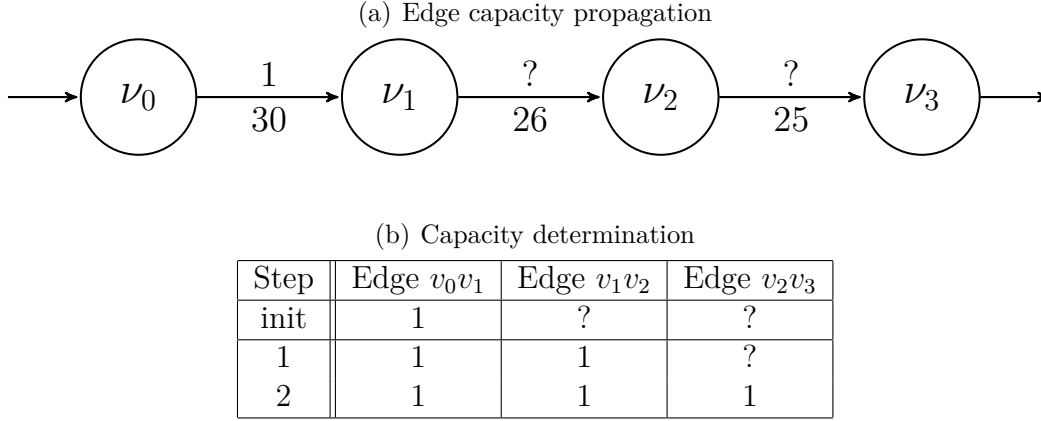 (a) Edge capacity propagation
1 ? ?
ν0 ν1 ν2 ν3
30 26 25
(b) Capacity determination
Step Edge v0v1 Edge v1v2 Edge v2v3
init 1 ? ?
1 1 1 ?
2 1 1 1